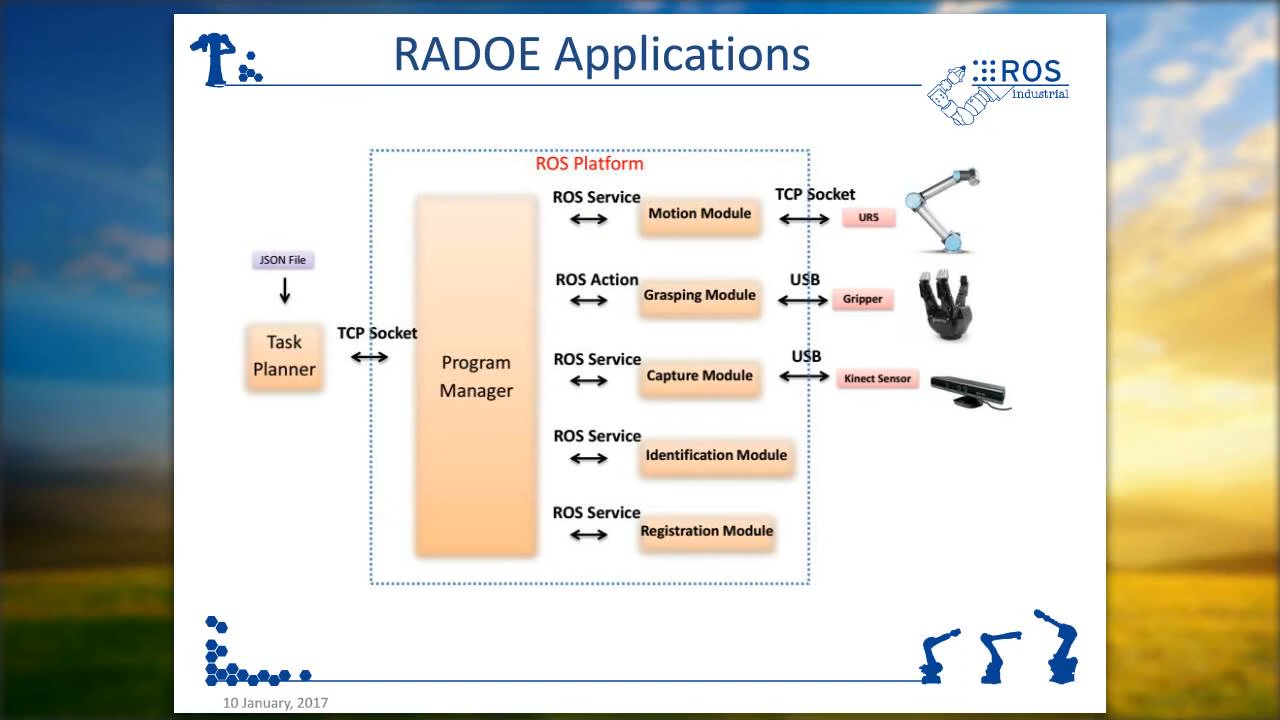 RADOE Applications
ROS
industrial
ROS Platform
ROS Service
Motion Module
TCP Socket
UR5
JSON File
ROS Action
Grasping Module
USB
Gripper
Task
Planner
TCP Socket
Program
Manager
ROS Service
Capture Module
USB
Kinect Sensor
ROS Service
Identification Module
ROS Service
Registration Module
10 January, 2017